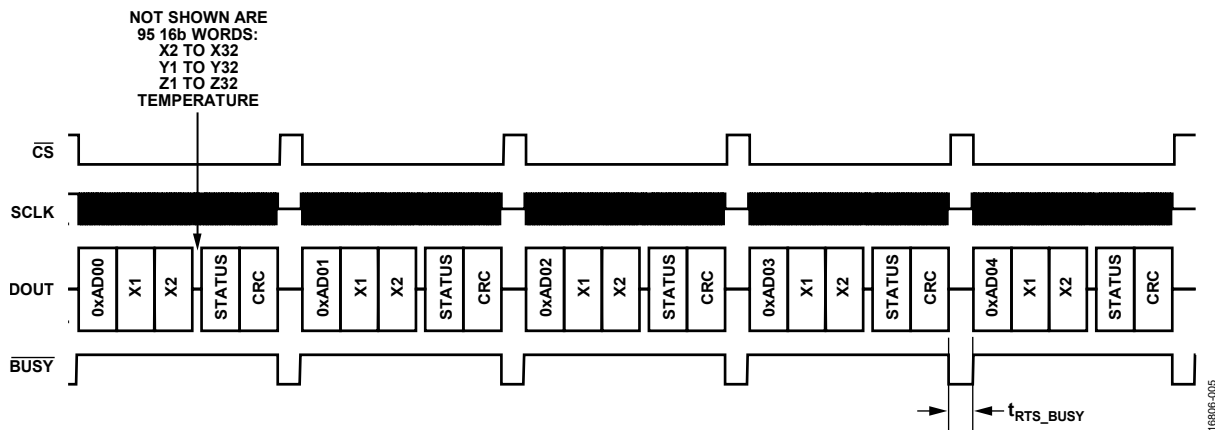 NOT SHOWN ARE
95 16b WORDS:
X2 TO X32
Y1 TO Y32
Z1 TO Z32
TEMPERATURE
CS
SCLK
DOUT
0xAD00 X1 X2 STATUS CRC 0xAD01 X1 X2 STATUS CRC 0xAD02 X1 X2 STATUS CRC 0xAD03 X1 X2 STATUS CRC 0xAD04 X1 X2 STATUS CRC
BUSY
tRTS_BUSY
16806-005